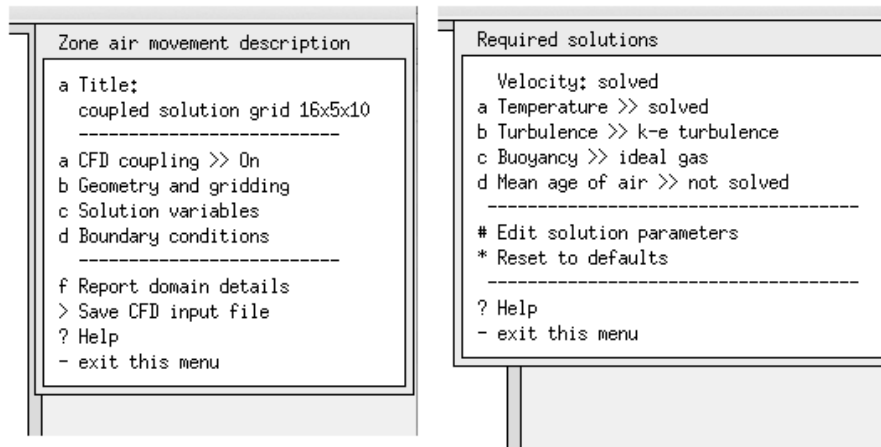 Zone air movement description
a Title:
coupled solution grid 16x5x10
---------------------------
a CFD coupling >> On
b Geometry and gridding
c Solution variables
d Boundary conditions
---------------------------
f Report domain details
> Save CFD input file
? Help
- exit this menu
Required solutions
Velocity: solved
a Temperature >> solved
b Turbulence >> k-e turbulence
c Buoyancy >> ideal gas
d Mean age of air >> not solved
-------------------------------------
# Edit solution parameters
* Reset to defaults
-------------------------------------
? Help
- exit this menu